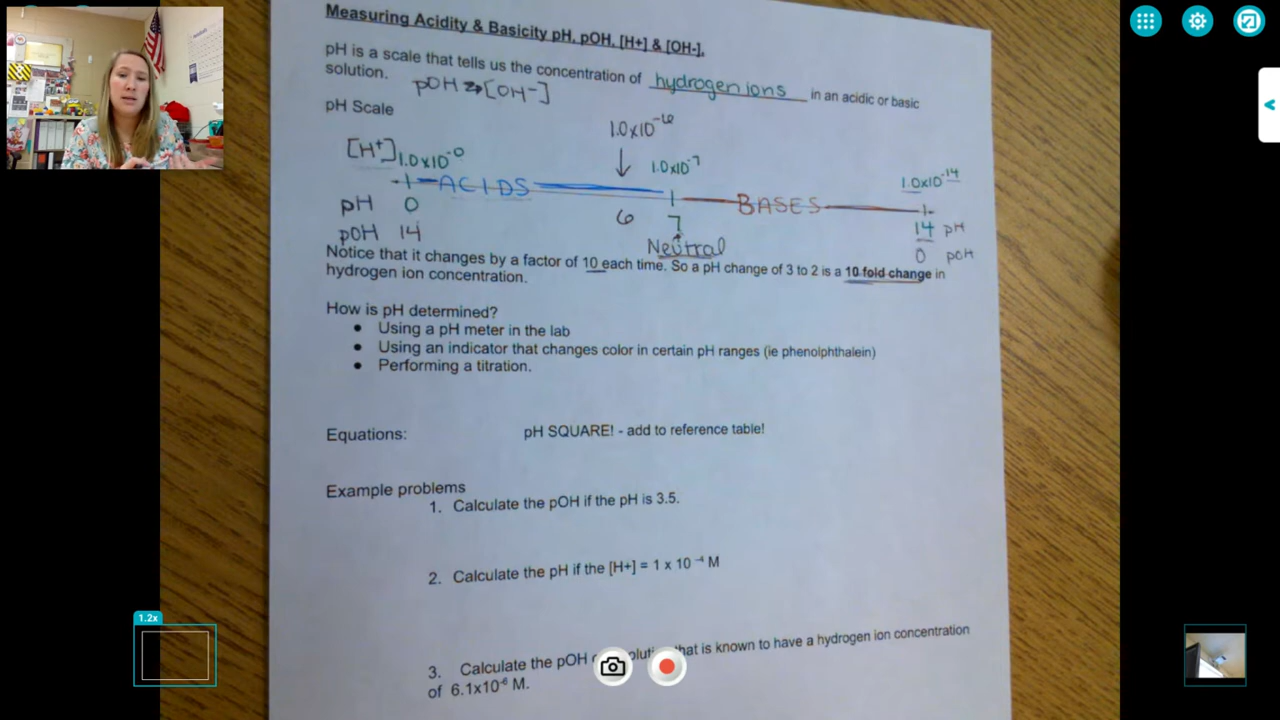 Measuring Acidity & Basicity pH, pOH, [H+] & [OH-],
pH is a scale that tells us the concentration of hydrogen ions in an acidic or basic
solution. pOH ⇒ [OH⁻]
pH Scale
1.0x10⁻⁶
[H⁺] 1.0x10⁻⁰ 1.0x10⁻⁷ 1.0x10⁻¹⁴
ACIDS BASES
pH 0 6 7 14 pH
pOH 14 Neutral 0 pOH
Notice that it changes by a factor of 10 each time. So a pH change of 3 to 2 is a 10 fold change in
hydrogen ion concentration.
How is pH determined?
• Using a pH meter in the lab
• Using an indicator that changes color in certain pH ranges (ie phenolphthalein)
• Performing a titration.
Equations: pH SQUARE! - add to reference table!
Example problems
1. Calculate the pOH if the pH is 3.5.
2. Calculate the pH if the [H+] = 1 x 10 ⁻⁴ M
3. Calculate the pOH that is known to have a hydrogen ion concentration
of 6.1x10⁻⁶ M.
1.2x